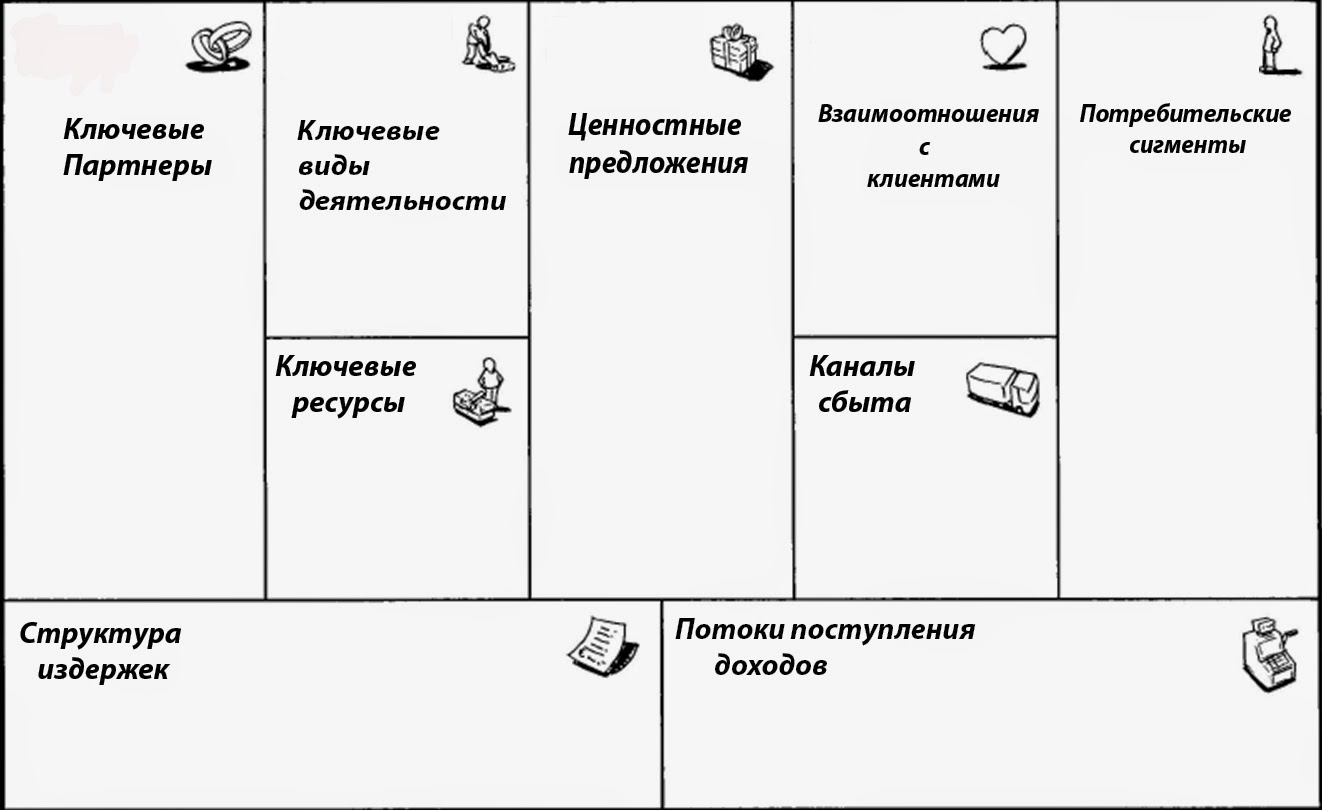 Ключевые
Партнеры
Ключевые
виды
деятельности
Ключевые
ресурсы
Ценностные
предложения
Взаимоотношения
с
клиентами
Каналы
сбыта
Потребительские
сигменты
Структура
издержек
Потоки поступления
доходов